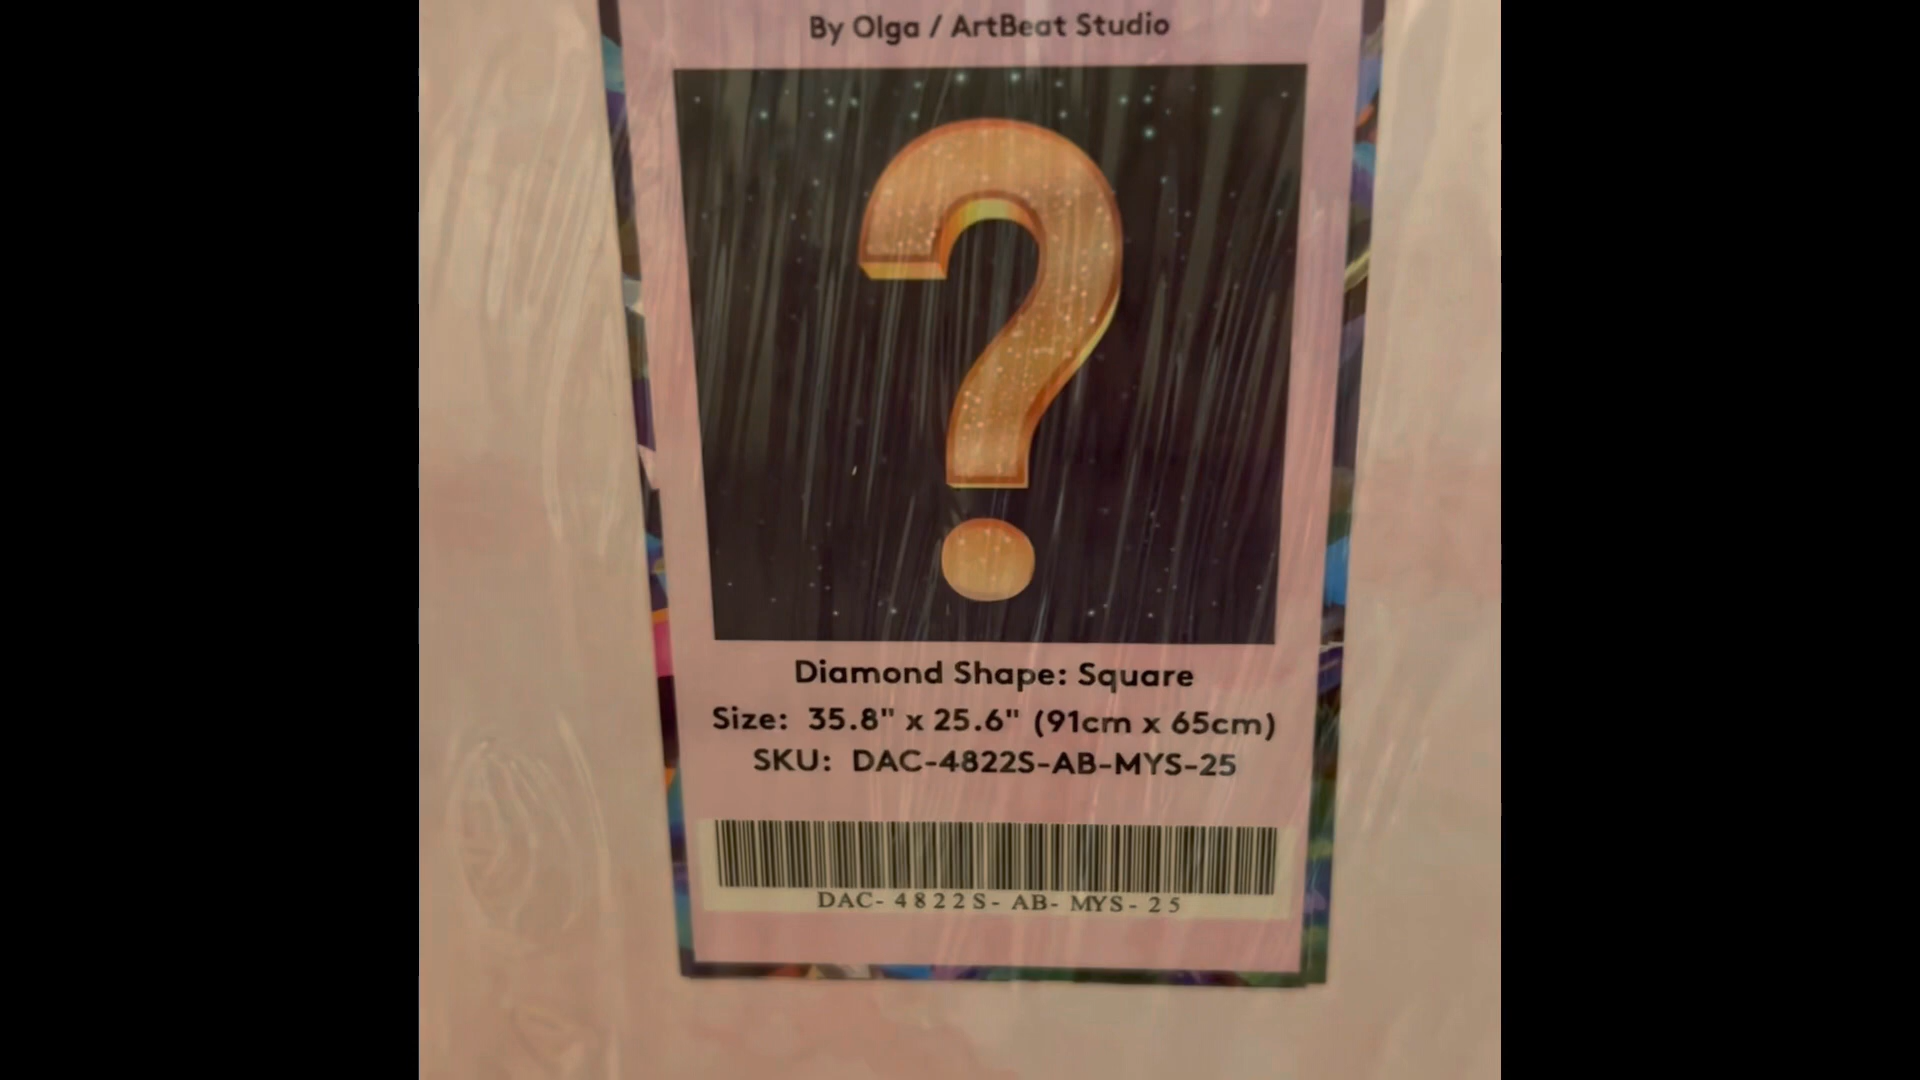 By Olga / ArtBeat Studio
Diamond Shape: Square
Size: 35.8" x 25.6" (91cm x 65cm)
SKU: DAC-4822S-AB-MYS-25
DAC- 4822S- AB- MYS- 25